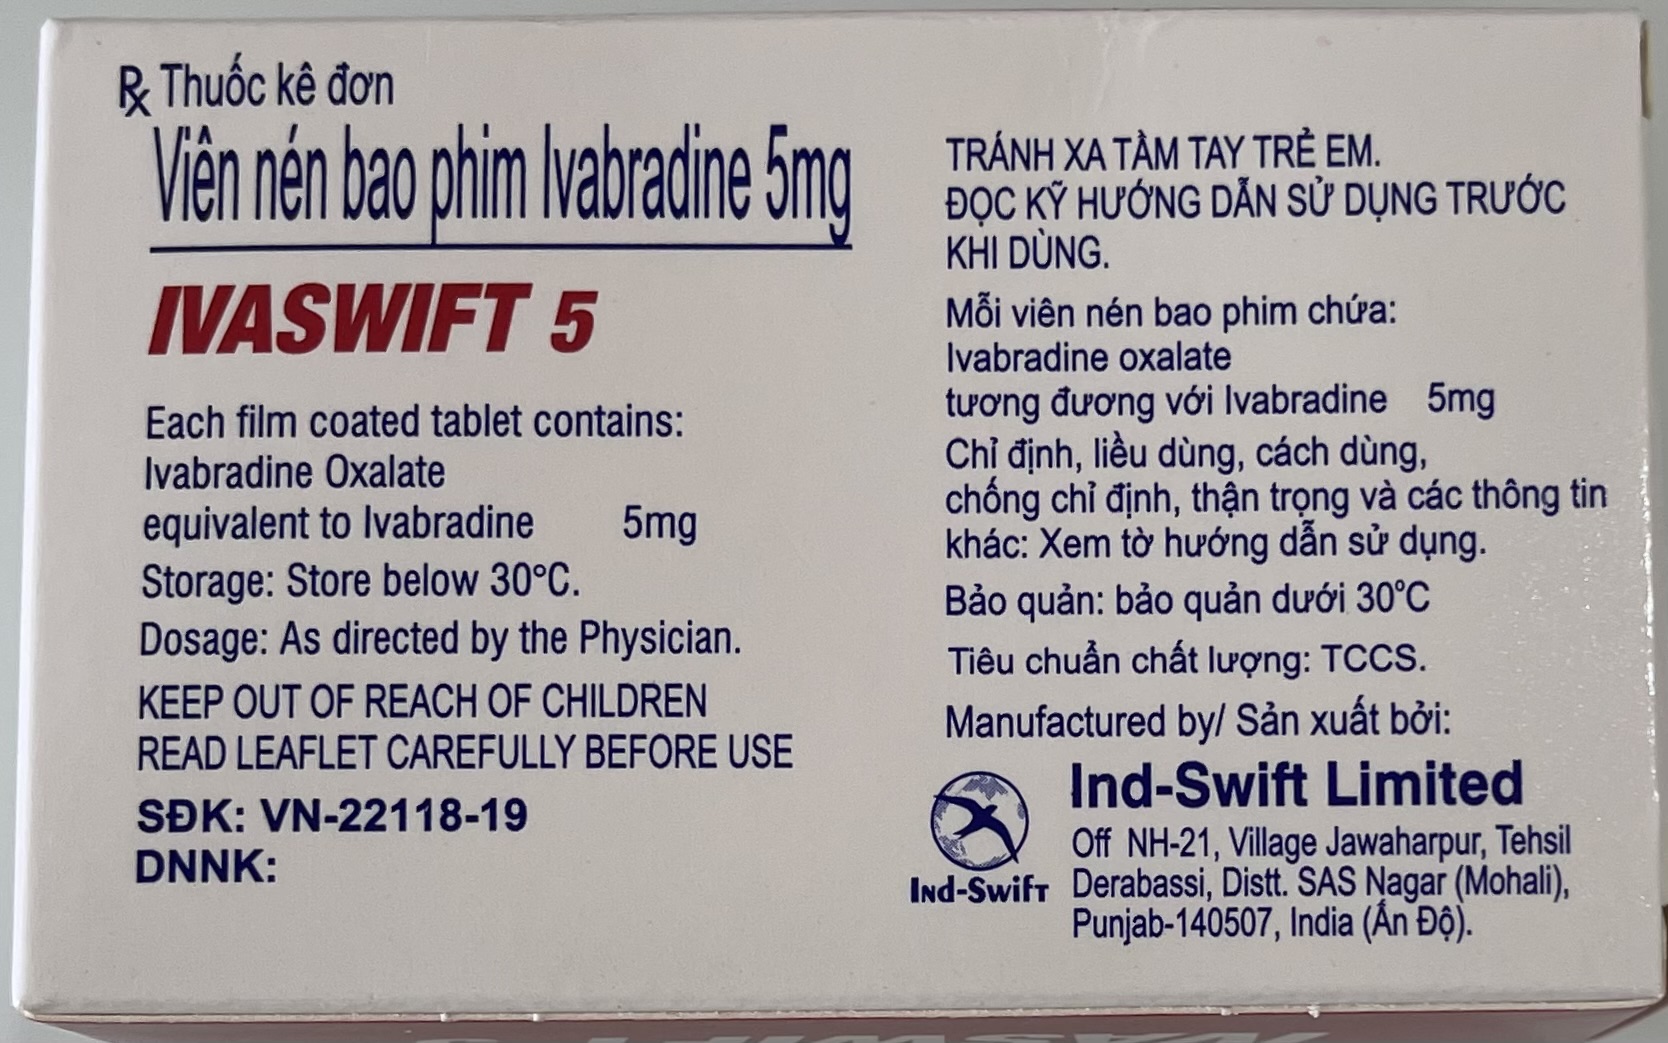 Rx Thuốc kê đơn
Viên nén bao phim Ivabradine 5mg
IVASWIFT 5
Each film coated tablet contains:
Ivabradine Oxalate
equivalent to Ivabradine 5mg
Storage: Store below 30°C.
Dosage: As directed by the Physician.
KEEP OUT OF REACH OF CHILDREN
READ LEAFLET CAREFULLY BEFORE USE
SĐK: VN-22118-19
DNNK:
TRÁNH XA TẦM TAY TRẺ EM.
ĐỌC KỸ HƯỚNG DẪN SỬ DỤNG TRƯỚC
KHI DÙNG.
Mỗi viên nén bao phim chứa:
Ivabradine oxalate
tương đương với Ivabradine 5mg
Chỉ định, liều dùng, cách dùng,
chống chỉ định, thận trọng và các thông tin
khác: Xem tờ hướng dẫn sử dụng.
Bảo quản: bảo quản dưới 30°C
Tiêu chuẩn chất lượng: TCCS.
Manufactured by/ Sản xuất bởi:
Ind-Swift
Ind-Swift Limited
Off NH-21, Village Jawaharpur, Tehsil
Derabassi, Distt. SAS Nagar (Mohali),
Punjab-140507, India (Ấn Độ).